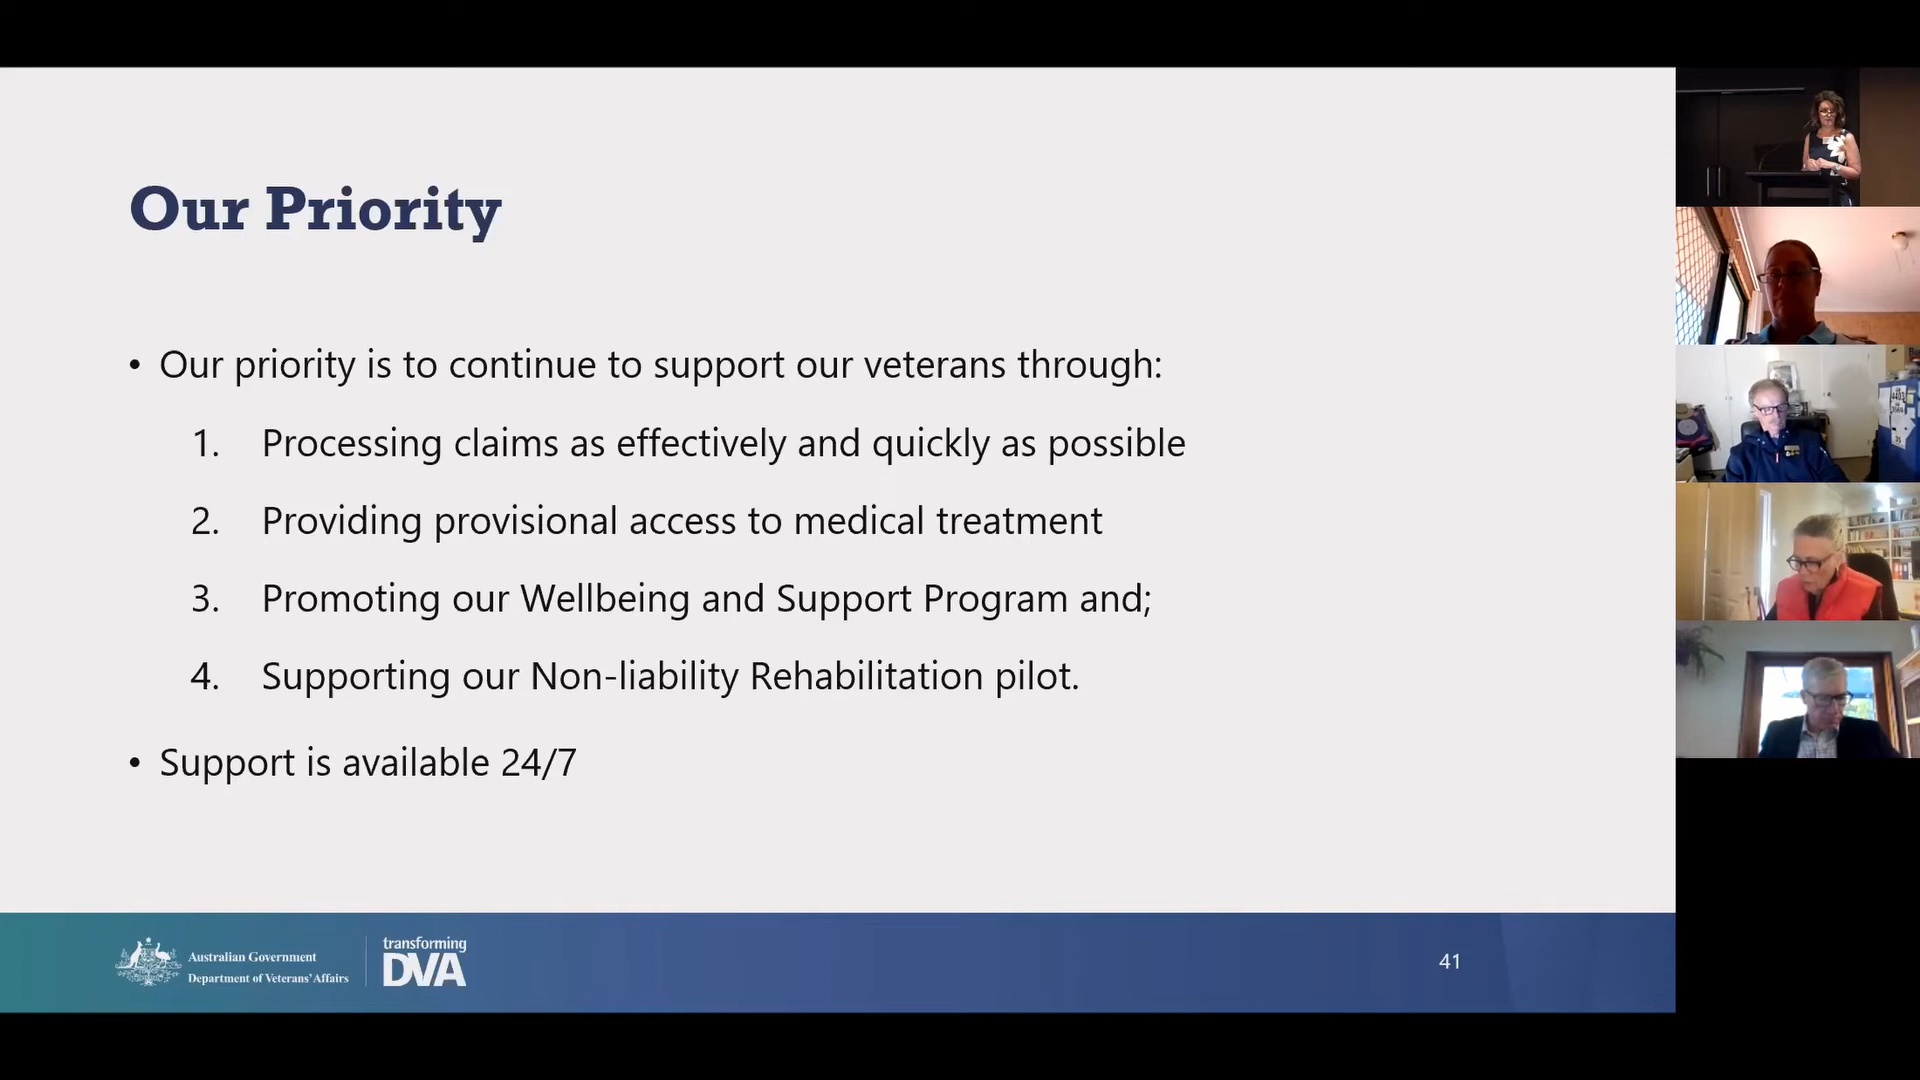 Our Priority
• Our priority is to continue to support our veterans through:
1. Processing claims as effectively and quickly as possible
2. Providing provisional access to medical treatment
3. Promoting our Wellbeing and Support Program and;
4. Supporting our Non-liability Rehabilitation pilot.
• Support is available 24/7
Australian Government
Department of Veterans' Affairs
transforming
DVA
41